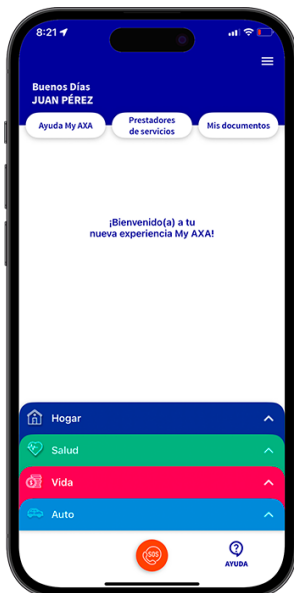 8:21
Buenos Días
JUAN PÉREZ
Ayuda My AXA
Prestadores
de servicios
Mis documentos
¡Bienvenido(a) a tu
nueva experiencia My AXA!
Hogar
Salud
Vida
Auto
SOS
AYUDA